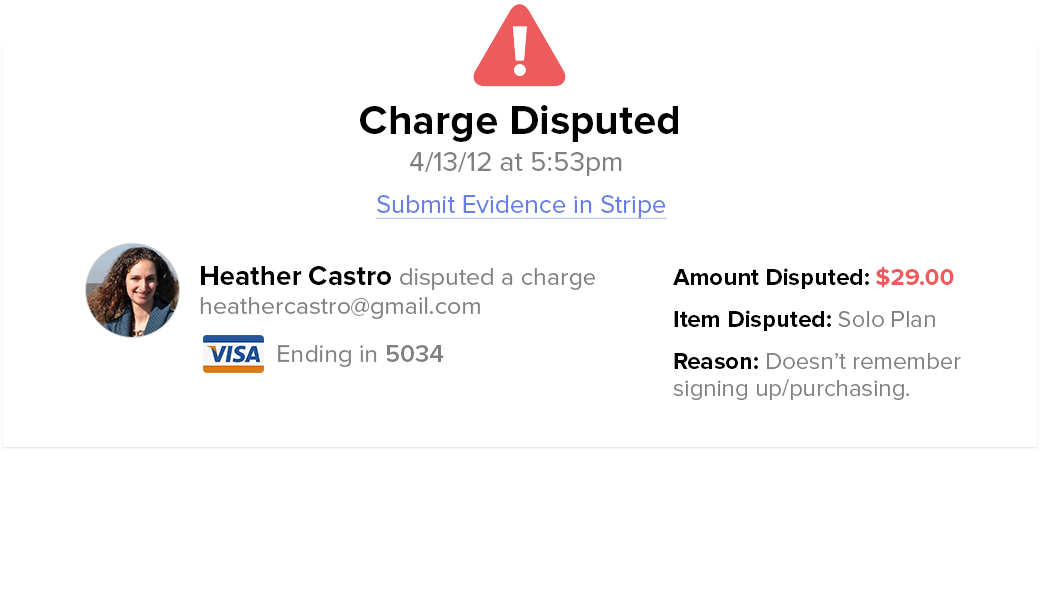 Charge Disputed
4/13/12 at 5:53pm
Submit Evidence in Stripe
Heather Castro disputed a charge
heathercastro@gmail.com
VISA Ending in 5034
Amount Disputed: $29.00
Item Disputed: Solo Plan
Reason: Doesn’t remember
signing up/purchasing.